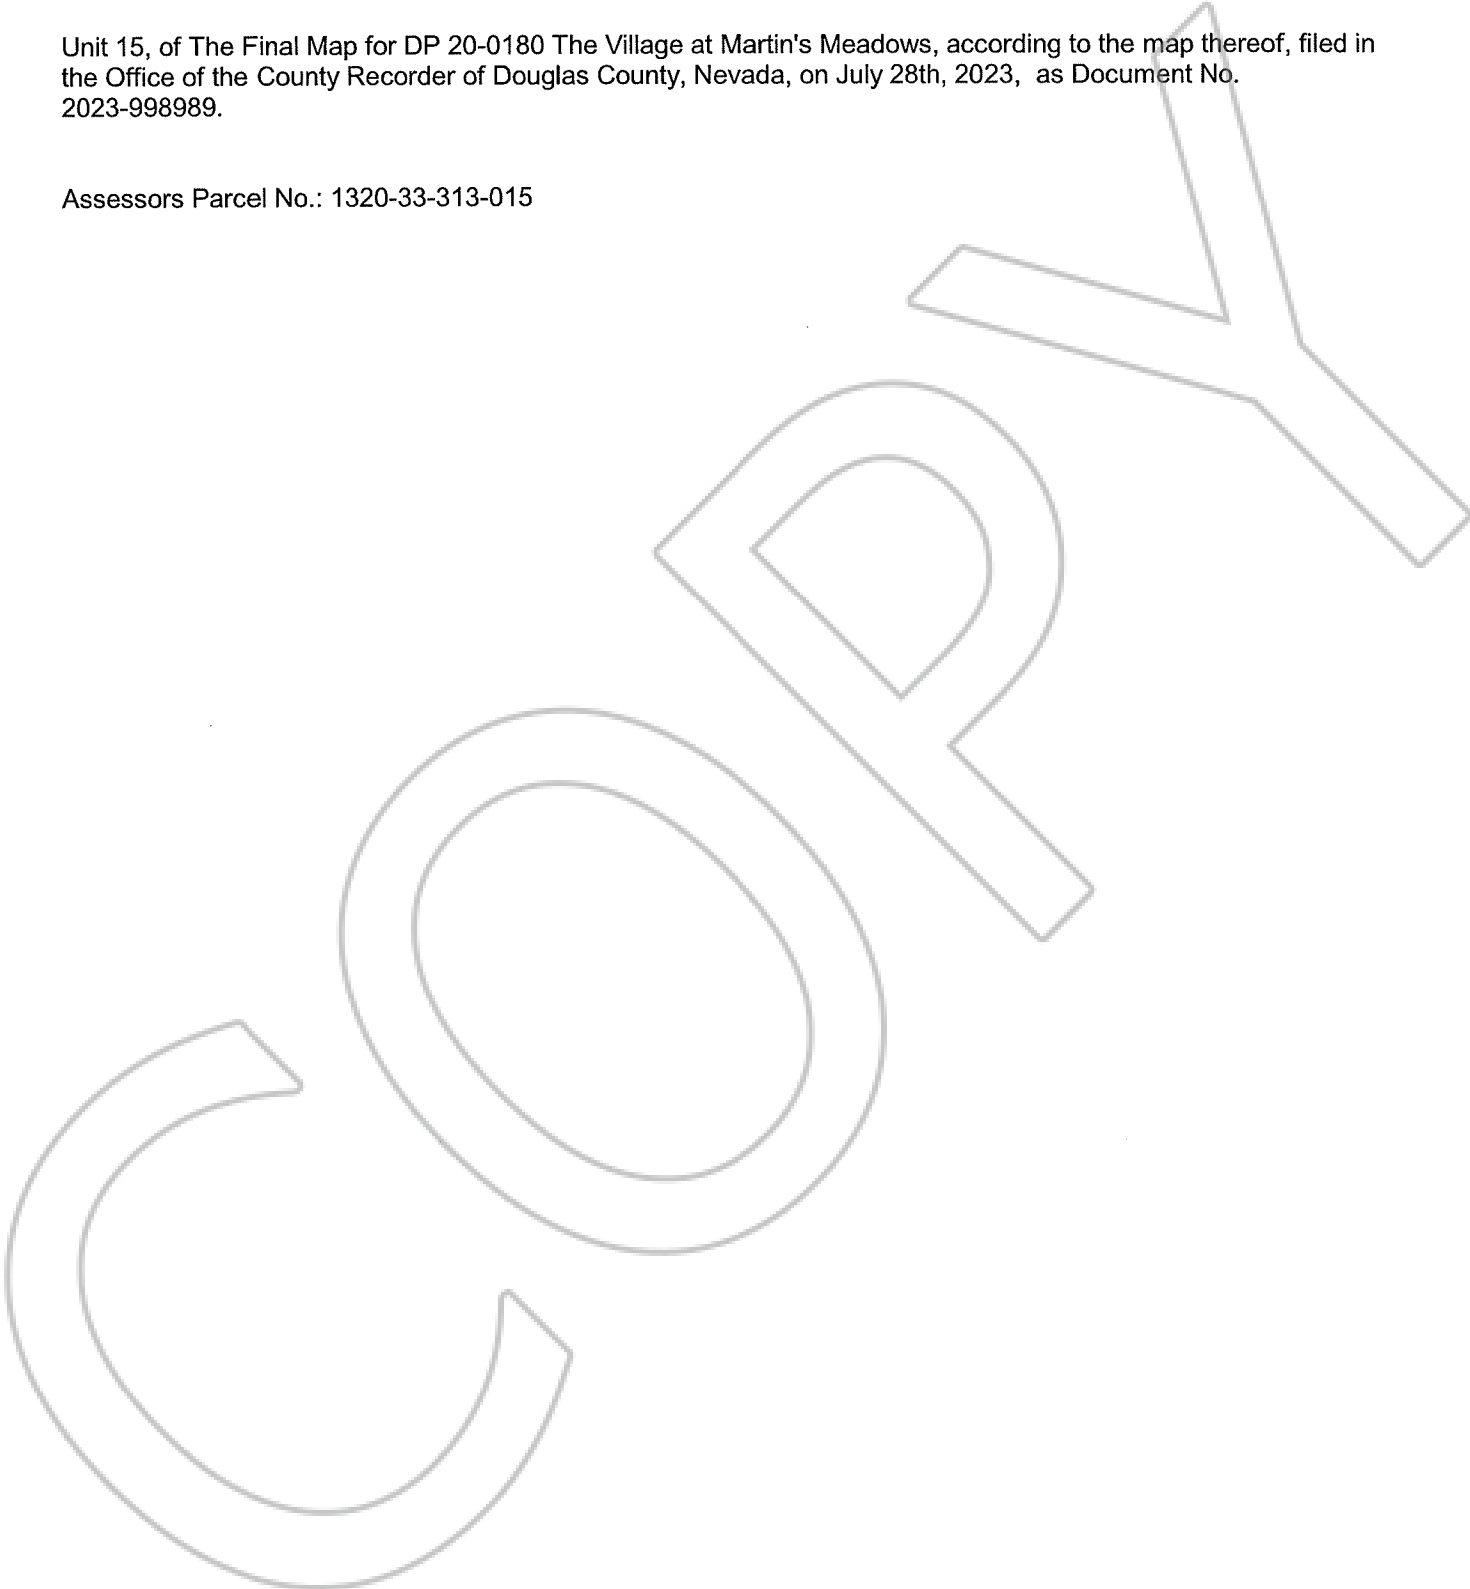 Unit 15, of The Final Map for DP 20-0180 The Village at Martin's Meadows, according to the map thereof, filed in
the Office of the County Recorder of Douglas County, Nevada, on July 28th, 2023,  as Document No.
2023-998989.
Assessors Parcel No.: 1320-33-313-015
COPY